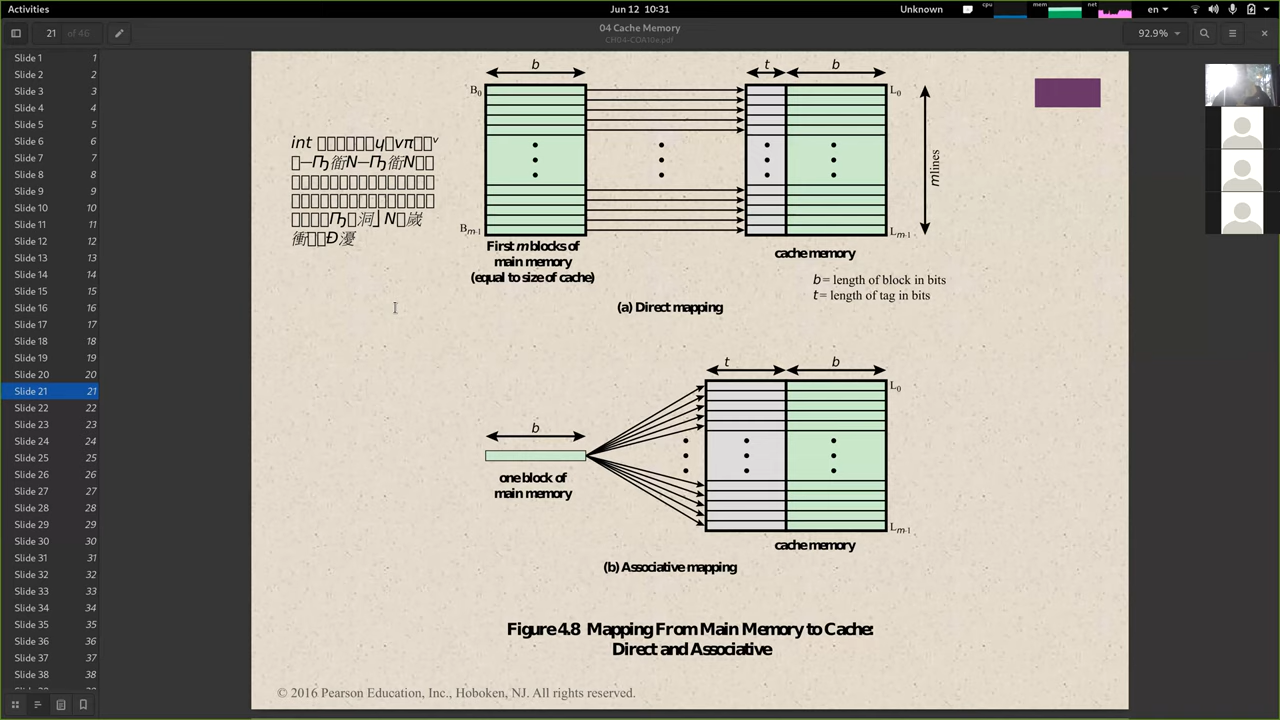 Activities
Jun 12 10:31
Unknown
cpu
mem
net
en
21 of 46
04 Cache Memory
CH04-COA10e.pdf
92.9%
Slide 1 1
Slide 2 2
Slide 3 3
Slide 4 4
Slide 5 5
Slide 6 6
Slide 7 7
Slide 8 8
Slide 9 9
Slide 10 10
Slide 11 11
Slide 12 12
Slide 13 13
Slide 14 14
Slide 15 15
Slide 16 16
Slide 17 17
Slide 18 18
Slide 19 19
Slide 20 20
Slide 21 21
Slide 22 22
Slide 23 23
Slide 24 24
Slide 25 25
Slide 26 26
Slide 27 27
Slide 28 28
Slide 29 29
Slide 30 30
Slide 31 31
Slide 32 32
Slide 33 33
Slide 34 34
Slide 35 35
Slide 36 36
Slide 37 37
Slide 38 38
int
b
t
b
B0
L0
m lines
Bm-1
Lm-1
First m blocks of
main memory
(equal to size of cache)
cache memory
b = length of block in bits
t = length of tag in bits
(a) Direct mapping
t
b
L0
b
one block of
main memory
Lm-1
cache memory
(b) Associative mapping
Figure 4.8 Mapping From Main Memory to Cache:
Direct and Associative
© 2016 Pearson Education, Inc., Hoboken, NJ. All rights reserved.